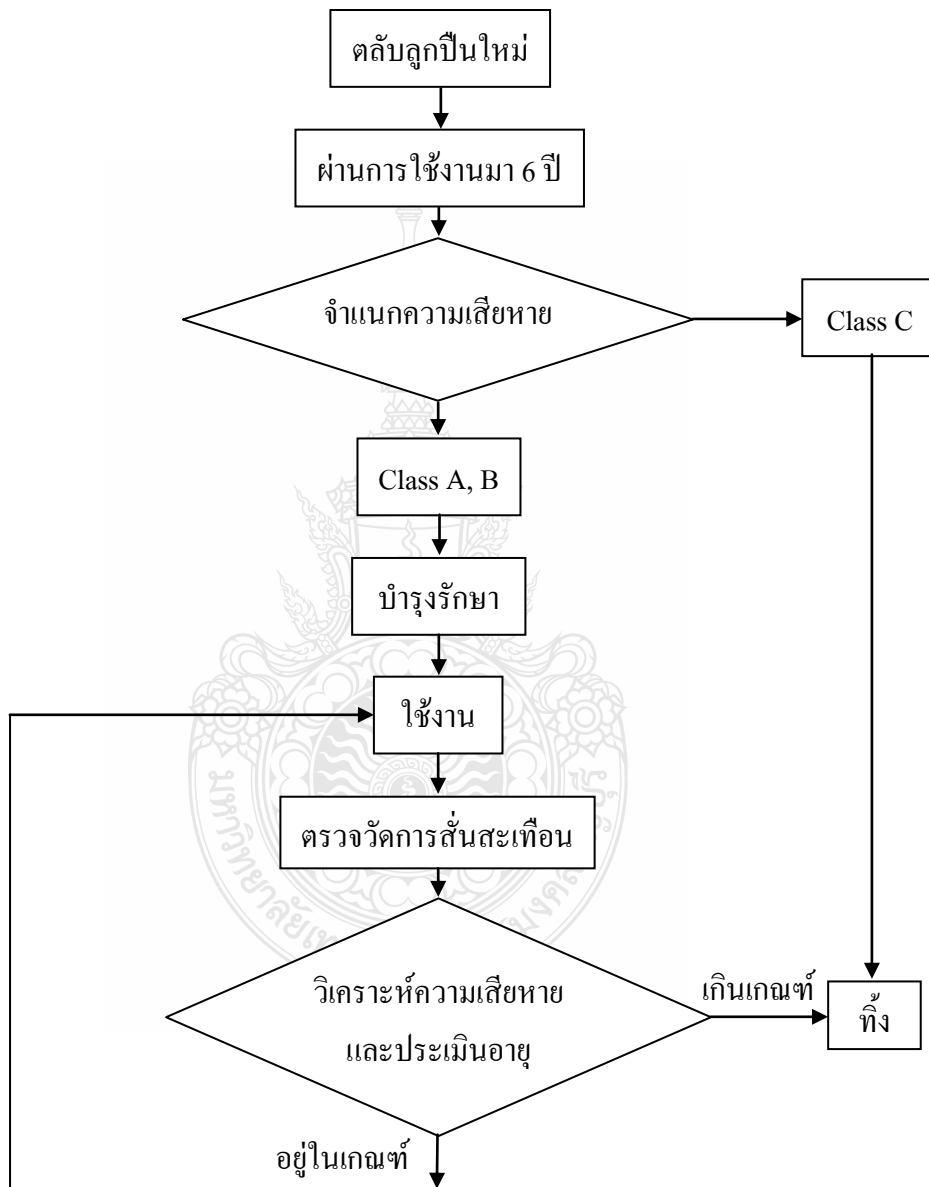 ตลับลูกปืนใหม่
ผ่านการใช้งานมา 6 ปี
จำแนกความเสียหาย
Class C
Class A, B
บำรุงรักษา
ใช้งาน
ตรวจวัดการสั่นสะเทือน
วิเคราะห์ความเสียหาย
และประเมินอายุ
เกินเกณฑ์
ทิ้ง
อยู่ในเกณฑ์